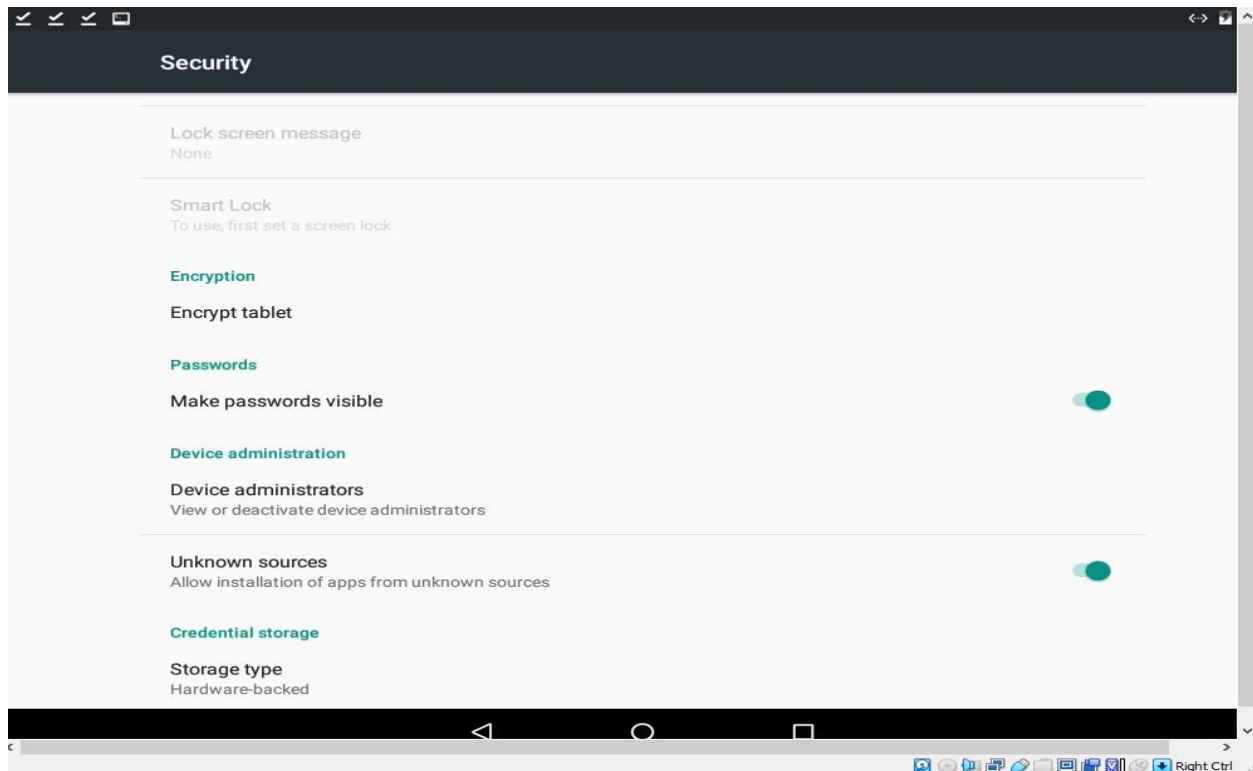 Security
Lock screen message
None
Smart Lock
To use, first set a screen lock
Encryption
Encrypt tablet
Passwords
Make passwords visible
Device administration
Device administrators
View or deactivate device administrators
Unknown sources
Allow installation of apps from unknown sources
Credential storage
Storage type
Hardware-backed
Right Ctrl